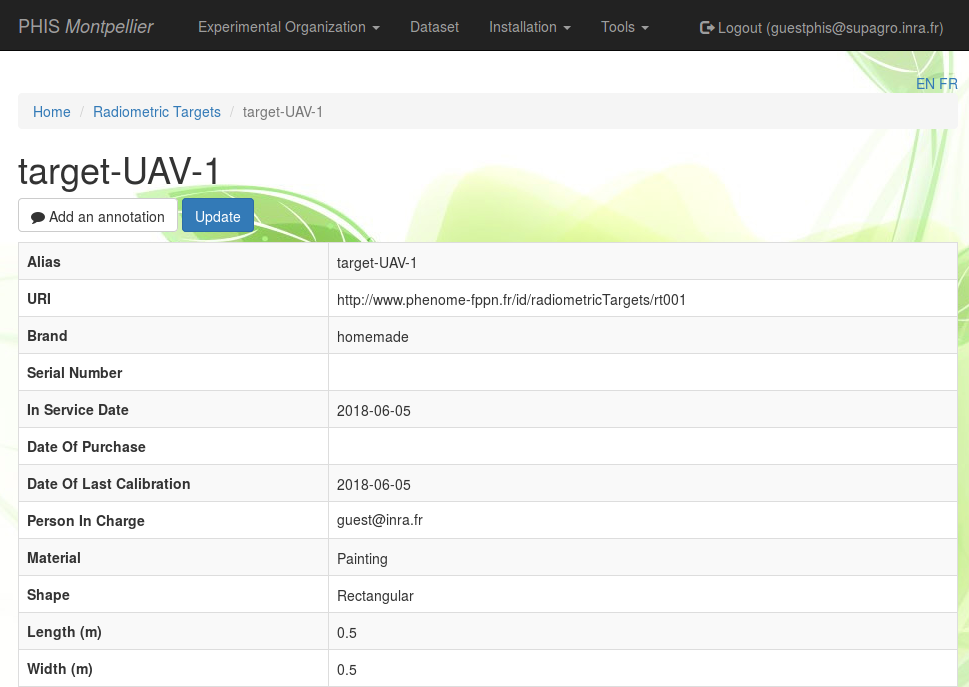 PHIS Montpellier Experimental Organization Dataset Installation Tools Logout (guestphis@supagro.inra.fr)
EN FR
Home / Radiometric Targets / target-UAV-1
target-UAV-1
Add an annotation Update
Alias target-UAV-1
URI http://www.phenome-fppn.fr/id/radiometricTargets/rt001
Brand homemade
Serial Number
In Service Date 2018-06-05
Date Of Purchase
Date Of Last Calibration 2018-06-05
Person In Charge guest@inra.fr
Material Painting
Shape Rectangular
Length (m) 0.5
Width (m) 0.5